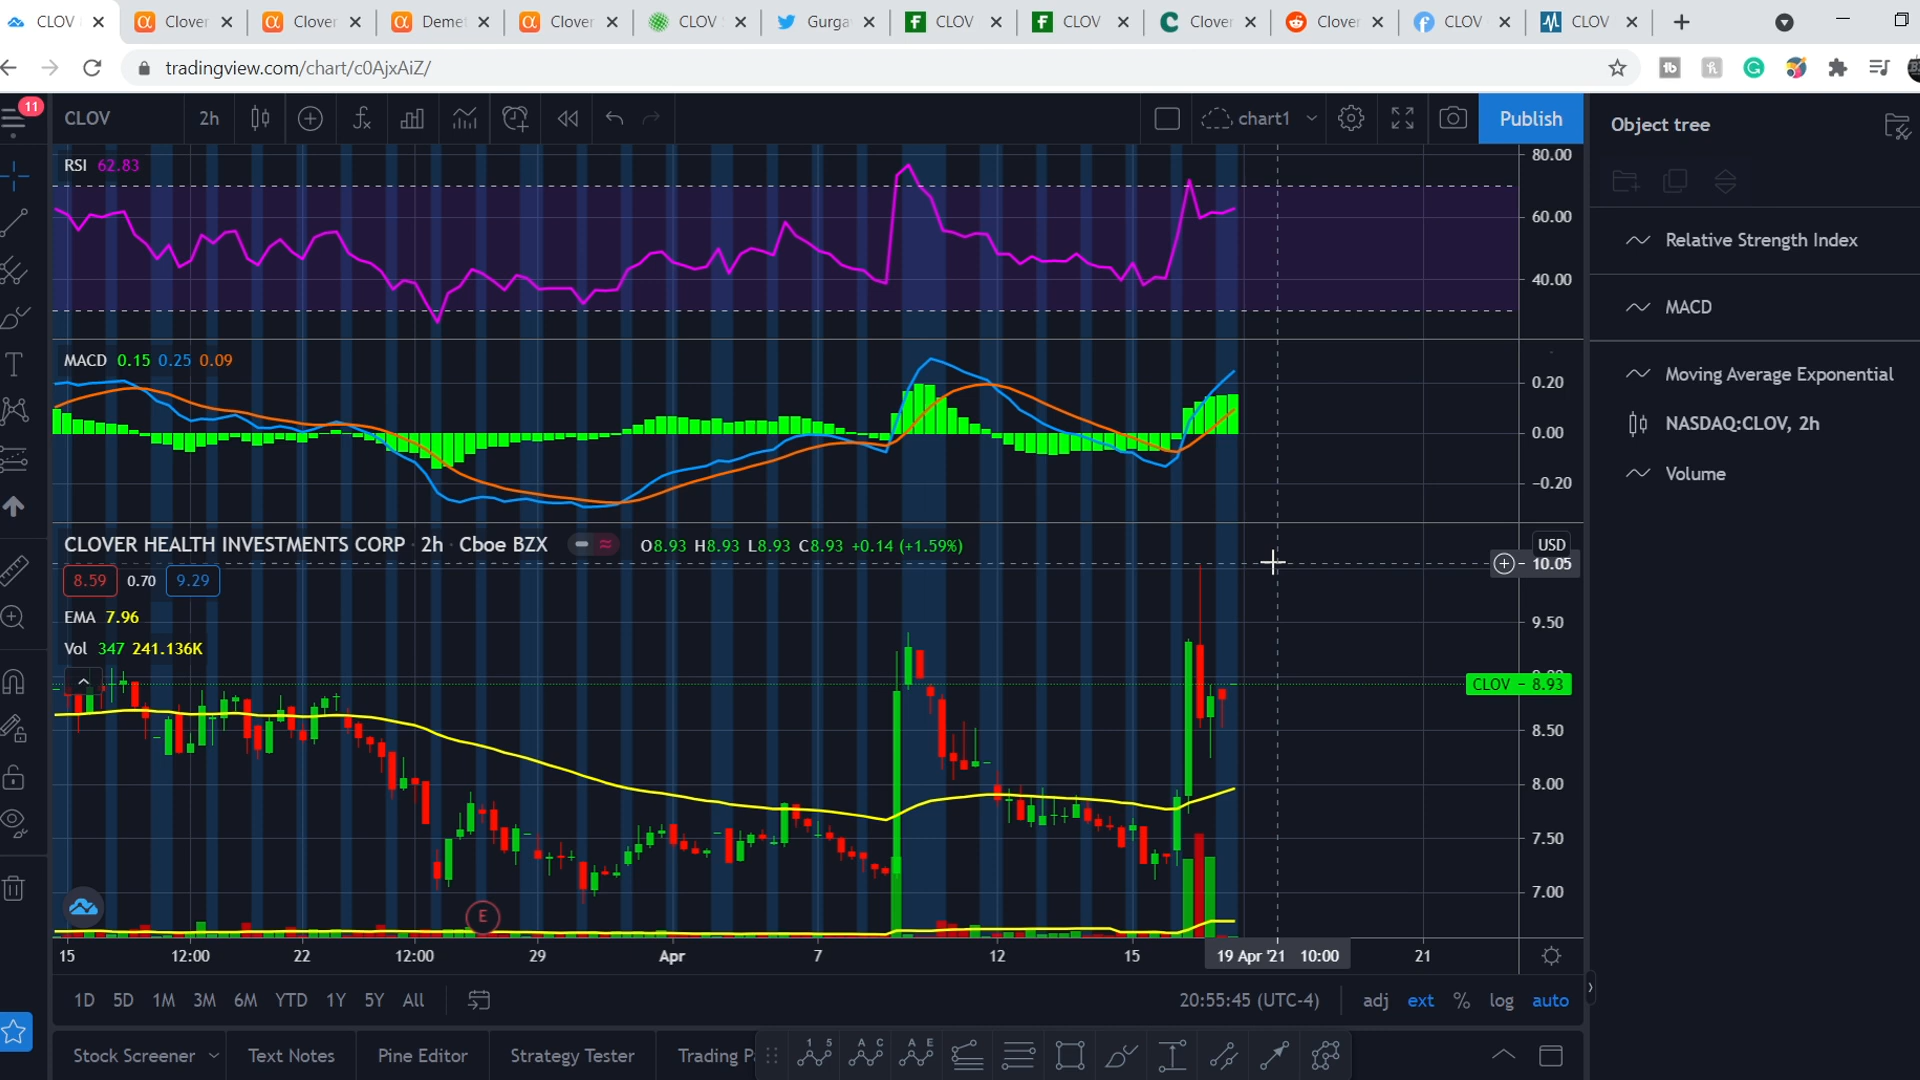 CLOV
Clover
Clover
Deme
Clover
CLOV
Gurga
CLOV
CLOV
Clover
Clover
CLOV
CLOV
tradingview.com/chart/c0AjxAiZ/
11
CLOV
2h
chart1
Publish
Object tree
RSI 62.83
80.00
60.00
40.00
Relative Strength Index
MACD
Moving Average Exponential
NASDAQ:CLOV, 2h
Volume
MACD 0.15 0.25 0.09
0.20
0.00
−0.20
CLOVER HEALTH INVESTMENTS CORP · 2h · Cboe BZX
O8.93 H8.93 L8.93 C8.93 +0.14 (+1.59%)
USD
10.05
8.59 0.70 9.29
EMA 7.96
Vol 347 241.136K
9.50
CLOV
8.93
8.50
8.00
7.50
7.00
E
15 12:00 22 12:00 29 Apr 7 12 15 19 Apr '21 10:00 21
1D 5D 1M 3M 6M YTD 1Y 5Y All
20:55:45 (UTC-4)
adj ext % log auto
Stock Screener
Text Notes
Pine Editor
Strategy Tester
Trading
1 5
A C
A E